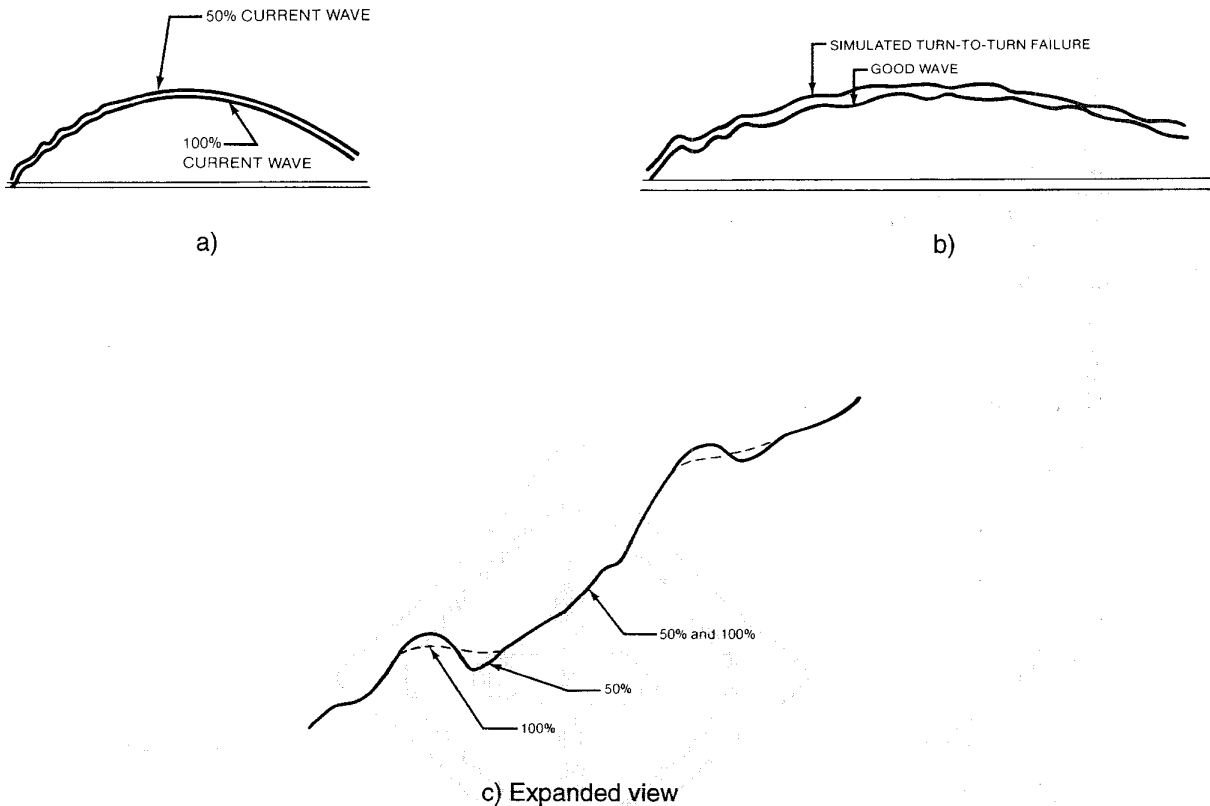 50% CURRENT WAVE
100%
CURRENT WAVE
a)
SIMULATED TURN-TO-TURN FAILURE
GOOD WAVE
b)
50% and 100%
50%
100%
c) Expanded view